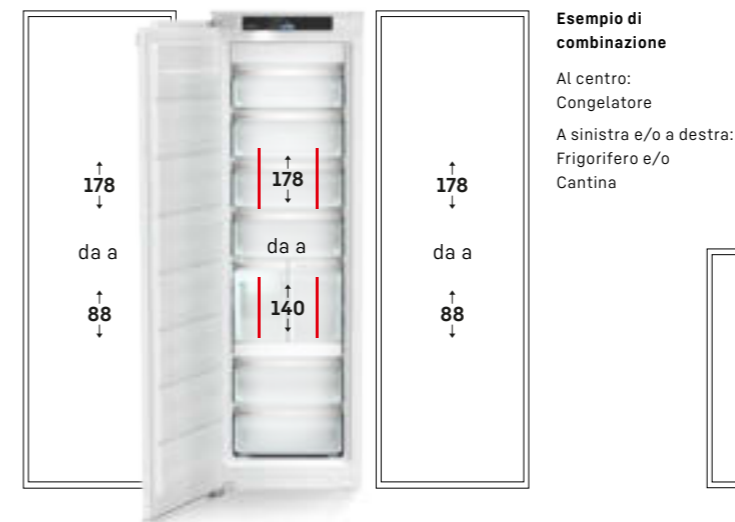 Esempio di
combinazione
Al centro:
Congelatore
A sinistra e/o a destra:
Frigorifero e/o
Cantina
178
da a
88
178
da a
140
178
da a
88